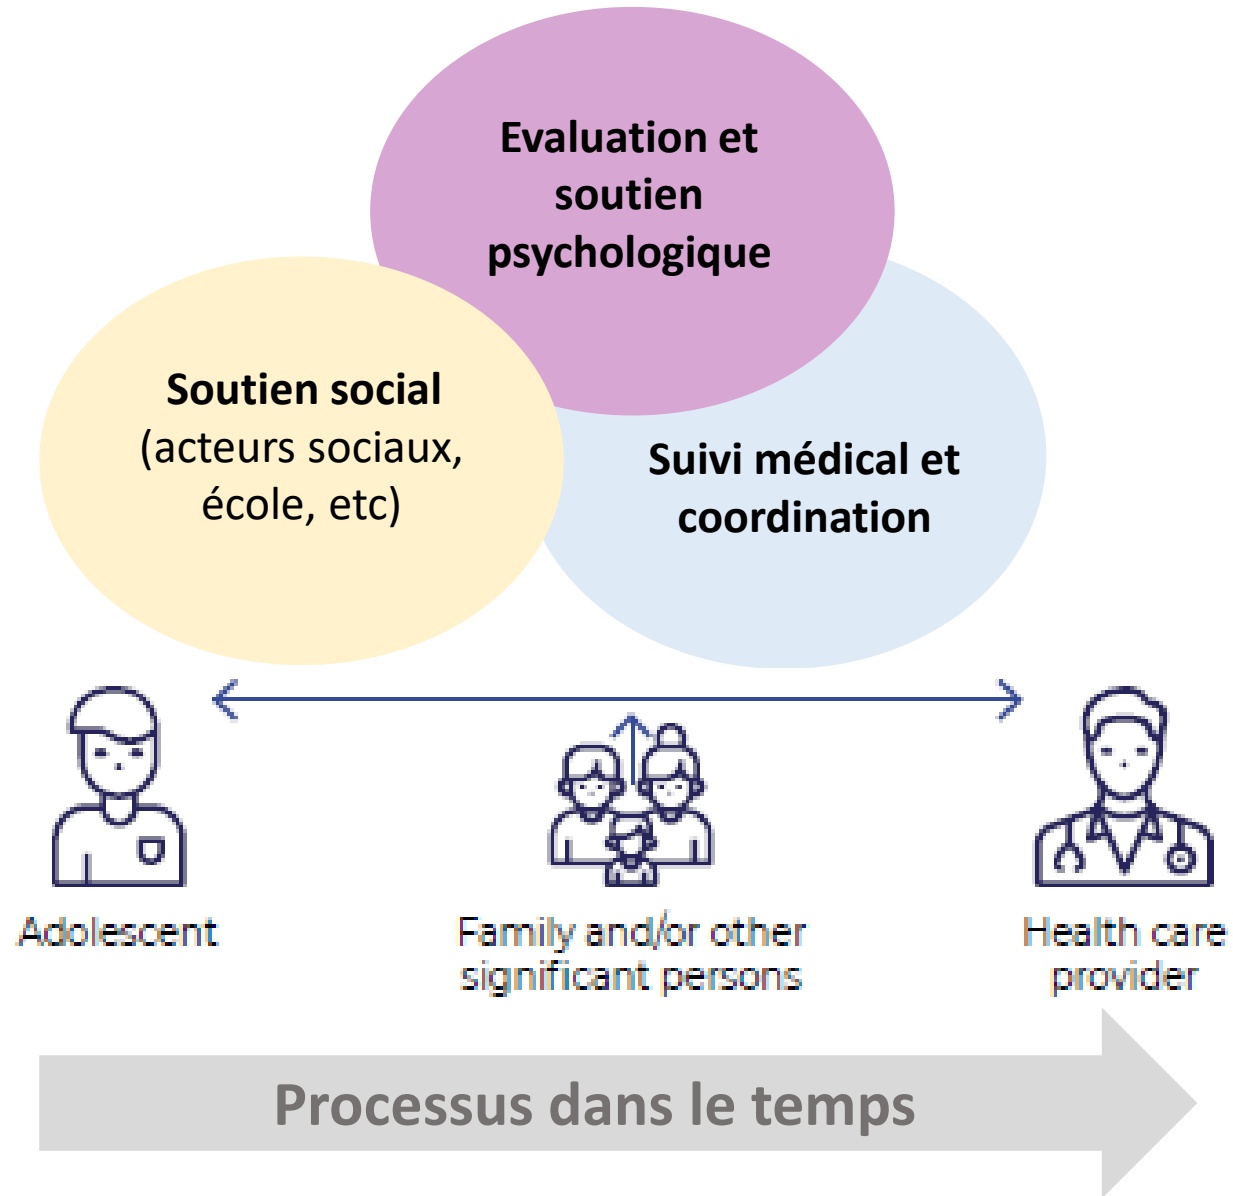 Evaluation et
soutien
psychologique
Soutien social
(acteurs sociaux,
école, etc)
Suivi médical et
coordination
Adolescent
Family and/or other
significant persons
Health care
provider
Processus dans le temps